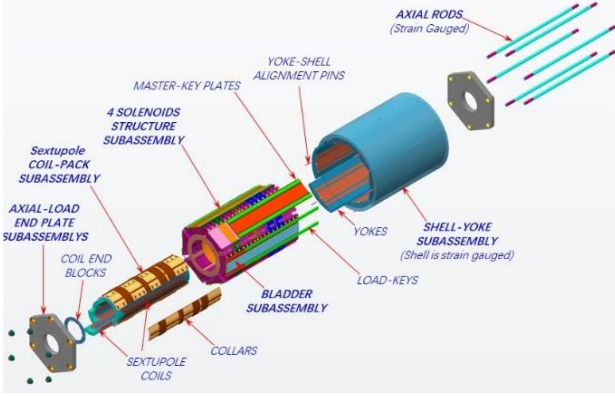 AXIAL RODS
(Strain Gauged)
YOKE-SHELL
ALIGNMENT PINS
MASTER-KEY PLATES
4 SOLENOIDS
STRUCTURE
SUBASSEMBLY
Sextupole
COIL-PACK
SUBASSEMBLY
AXIAL-LOAD
END PLATE
SUBASSEMBLYS
COIL END
BLOCKS
YOKES
SHELL-YOKE
SUBASSEMBLY
(Shell is strain gauged)
LOAD-KEYS
BLADDER
SUBASSEMBLY
COLLARS
SEXTUPOLE
COILS